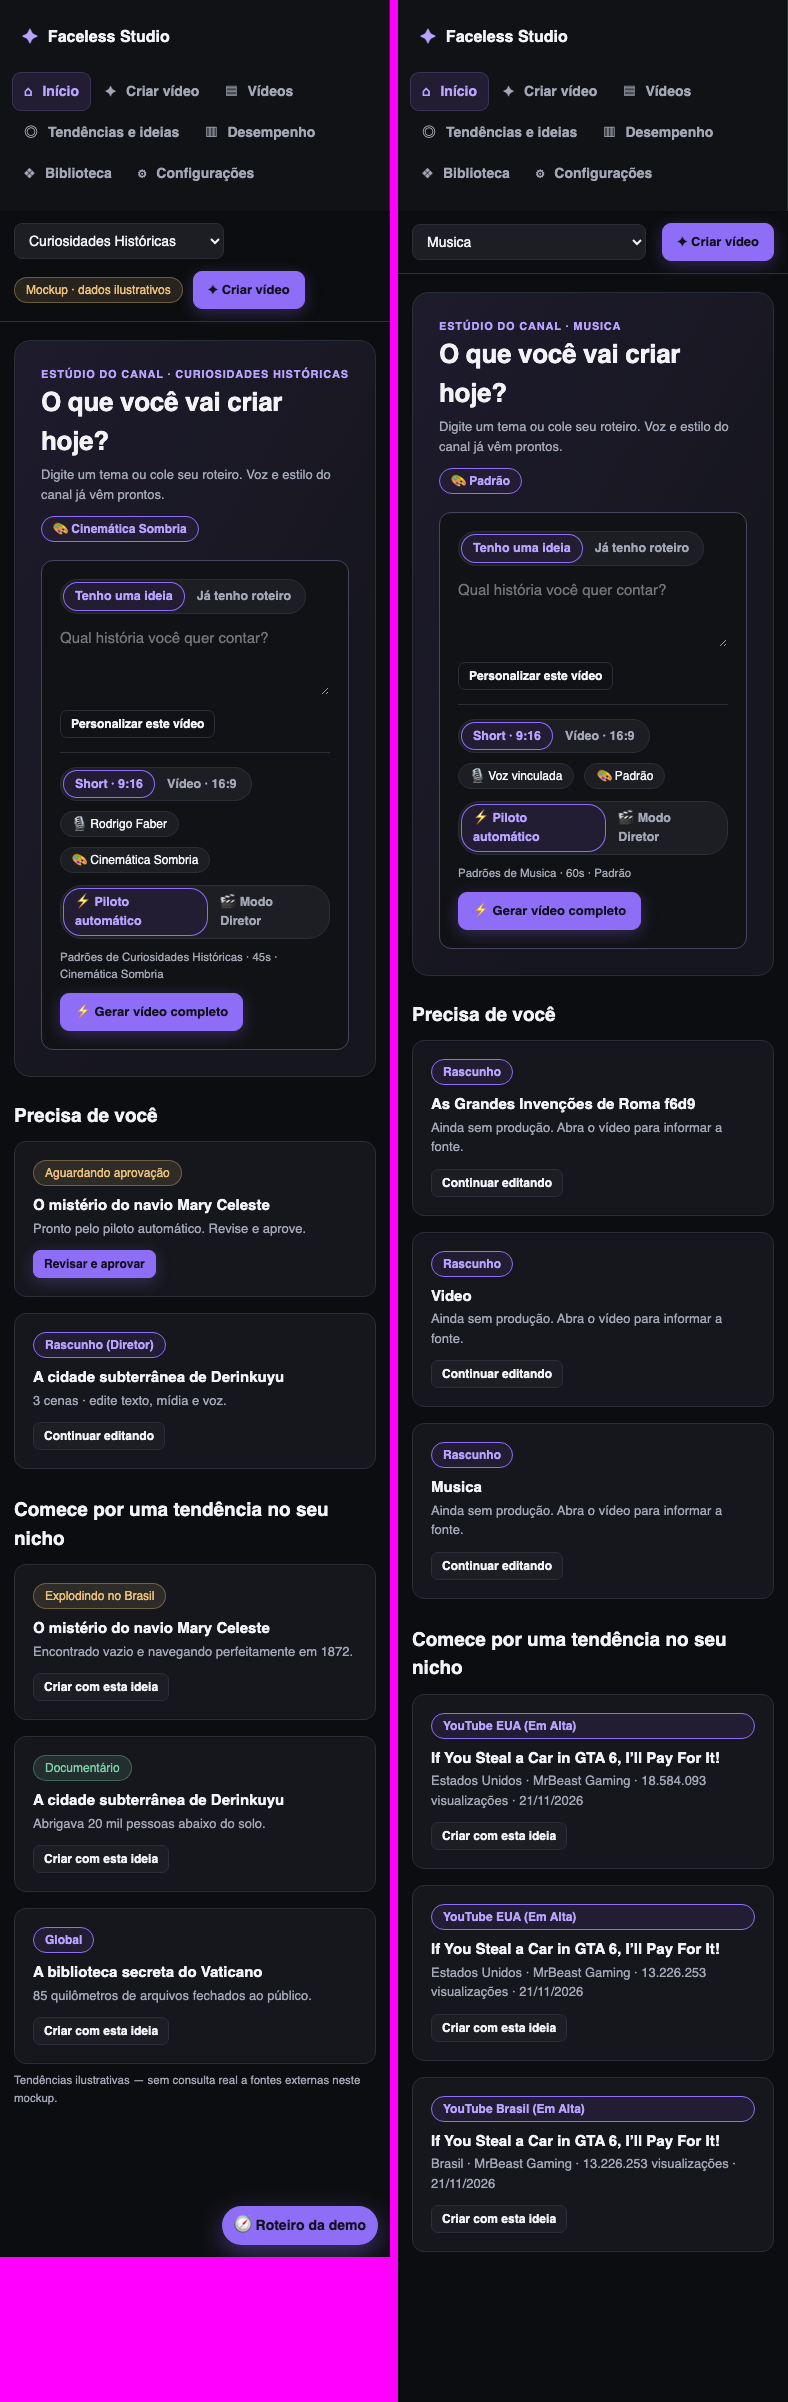 ✦ Faceless Studio
⌂ Início
✦ Criar vídeo
▤ Vídeos
◎ Tendências e ideias
▥ Desempenho
❖ Biblioteca
⚙ Configurações
Curiosidades Históricas
Mockup · dados ilustrativos
✦ Criar vídeo
ESTÚDIO DO CANAL · CURIOSIDADES HISTÓRICAS
O que você vai criar
hoje?
Digite um tema ou cole seu roteiro. Voz e estilo do
canal já vêm prontos.
🎨 Cinemática Sombria
Tenho uma ideia
Já tenho roteiro
Qual história você quer contar?
Personalizar este vídeo
Short · 9:16
Vídeo · 16:9
🎙 Rodrigo Faber
🎨 Cinemática Sombria
⚡ Piloto
automático
🎬 Modo
Diretor
Padrões de Curiosidades Históricas · 45s ·
Cinemática Sombria
⚡ Gerar vídeo completo
Precisa de você
Aguardando aprovação
O mistério do navio Mary Celeste
Pronto pelo piloto automático. Revise e aprove.
Revisar e aprovar
Rascunho (Diretor)
A cidade subterrânea de Derinkuyu
3 cenas · edite texto, mídia e voz.
Continuar editando
Comece por uma tendência no seu
nicho
Explodindo no Brasil
O mistério do navio Mary Celeste
Encontrado vazio e navegando perfeitamente em 1872.
Criar com esta ideia
Documentário
A cidade subterrânea de Derinkuyu
Abrigava 20 mil pessoas abaixo do solo.
Criar com esta ideia
Global
A biblioteca secreta do Vaticano
85 quilômetros de arquivos fechados ao público.
Criar com esta ideia
Tendências ilustrativas — sem consulta real a fontes externas neste
mockup.
🧭 Roteiro da demo
✦ Faceless Studio
⌂ Início
✦ Criar vídeo
▤ Vídeos
◎ Tendências e ideias
▥ Desempenho
❖ Biblioteca
⚙ Configurações
Musica
✦ Criar vídeo
ESTÚDIO DO CANAL · MUSICA
O que você vai criar
hoje?
Digite um tema ou cole seu roteiro. Voz e estilo do
canal já vêm prontos.
🎨 Padrão
Tenho uma ideia
Já tenho roteiro
Qual história você quer contar?
Personalizar este vídeo
Short · 9:16
Vídeo · 16:9
🎙 Voz vinculada
🎨 Padrão
⚡ Piloto
automático
🎬 Modo
Diretor
Padrões de Musica · 60s · Padrão
⚡ Gerar vídeo completo
Precisa de você
Rascunho
As Grandes Invenções de Roma f6d9
Ainda sem produção. Abra o vídeo para informar a
fonte.
Continuar editando
Rascunho
Video
Ainda sem produção. Abra o vídeo para informar a
fonte.
Continuar editando
Rascunho
Musica
Ainda sem produção. Abra o vídeo para informar a
fonte.
Continuar editando
Comece por uma tendência no seu
nicho
YouTube EUA (Em Alta)
If You Steal a Car in GTA 6, I'll Pay For It!
Estados Unidos · MrBeast Gaming · 18.584.093
visualizações · 21/11/2026
Criar com esta ideia
YouTube EUA (Em Alta)
If You Steal a Car in GTA 6, I'll Pay For It!
Estados Unidos · MrBeast Gaming · 13.226.253
visualizações · 21/11/2026
Criar com esta ideia
YouTube Brasil (Em Alta)
If You Steal a Car in GTA 6, I'll Pay For It!
Brasil · MrBeast Gaming · 13.226.253 visualizações ·
21/11/2026
Criar com esta ideia